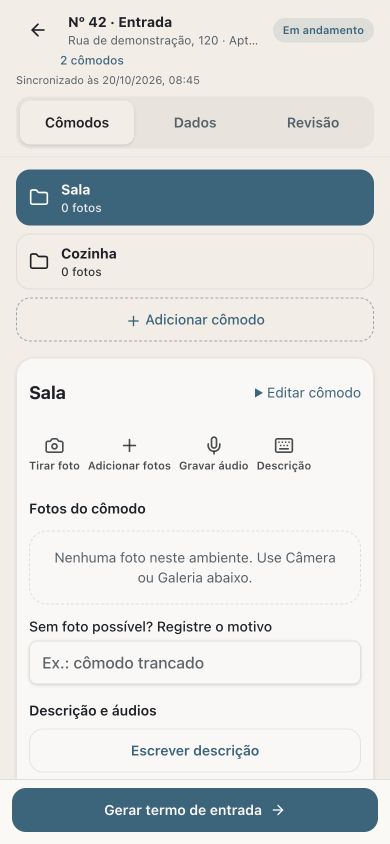 Nº 42 · Entrada
Rua de demonstração, 120 · Apt...
Em andamento
2 cômodos
Sincronizado às 20/10/2026, 08:45
Cômodos
Dados
Revisão
Sala
0 fotos
Cozinha
0 fotos
+ Adicionar cômodo
Sala
Editar cômodo
Tirar foto
Adicionar fotos
Gravar áudio
Descrição
Fotos do cômodo
Nenhuma foto neste ambiente. Use Câmera
ou Galeria abaixo.
Sem foto possível? Registre o motivo
Ex.: cômodo trancado
Descrição e áudios
Escrever descrição
Gerar termo de entrada →